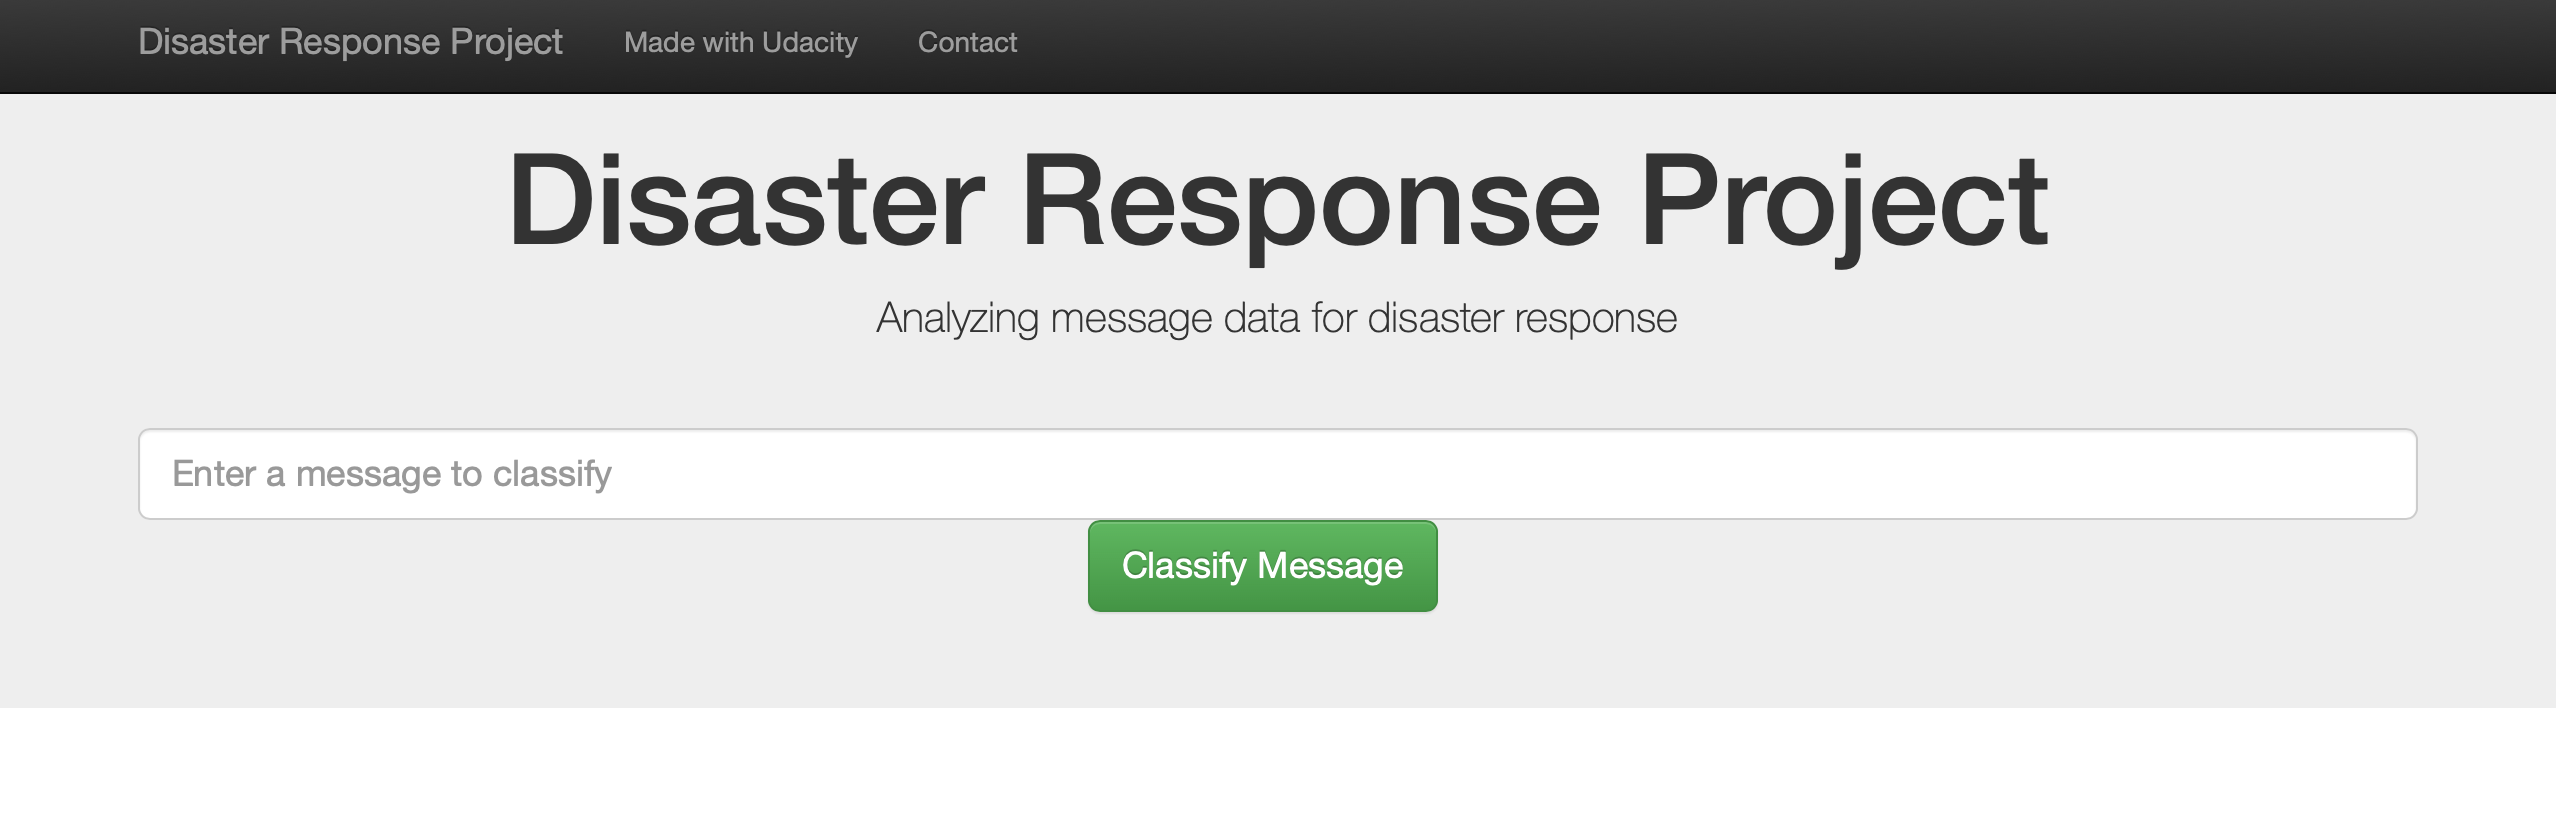 Disaster Response Project Made with Udacity Contact
Disaster Response Project
Analyzing message data for disaster response
Enter a message to classify
Classify Message